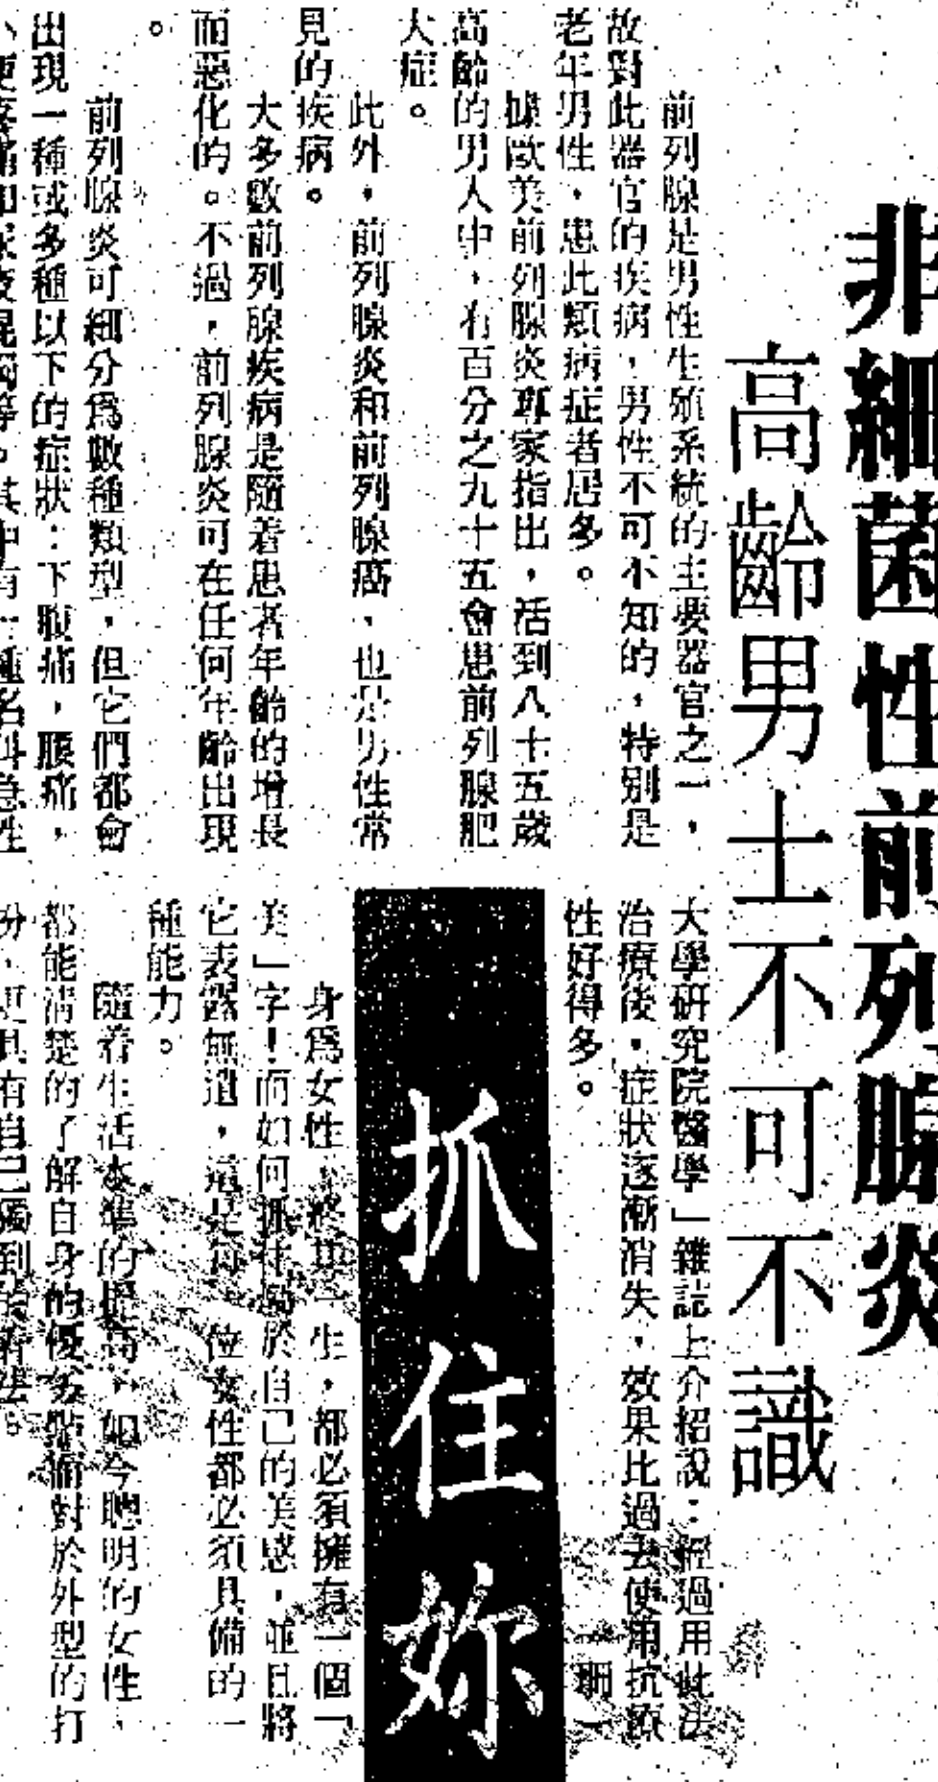 非細菌性前列腺炎
高齡男士不可不識
前列腺是男性生殖系統的主要器官之一，
故對此器官的疾病，男性不可不知的，特別是
老年男性，患此類病症者居多。
據歐美前列腺炎專家指出，活到八十五歲
高齡的男人中，有百分之九十五會患前列腺肥
大症。
此外，前列腺炎和前列腺癌，也是男性常
見的疾病。
大多數前列腺疾病是隨着患者年齡的增長
而惡化的。不過，前列腺炎可在任何年齡出現
。
前列腺炎可細分爲數種類型，但它們都會
出現一種或多種以下的症狀：下腹痛，腰痛，
大學研究院醫學」雜誌上介紹說：經過用此法
治療後，症狀逐漸消失，效果比過去使用抗
性好得多。
抓住妳
身爲女性，終其一生，都必須擁有一個「
美」字！而如何抓住屬於自己的美感，並且將
它表露無遺，這是每一位女性都必須具備的一
種能力。
隨着生活水準的提高，如今聰明的女性，
都能清楚的了解自身的優劣點，對於外型的打